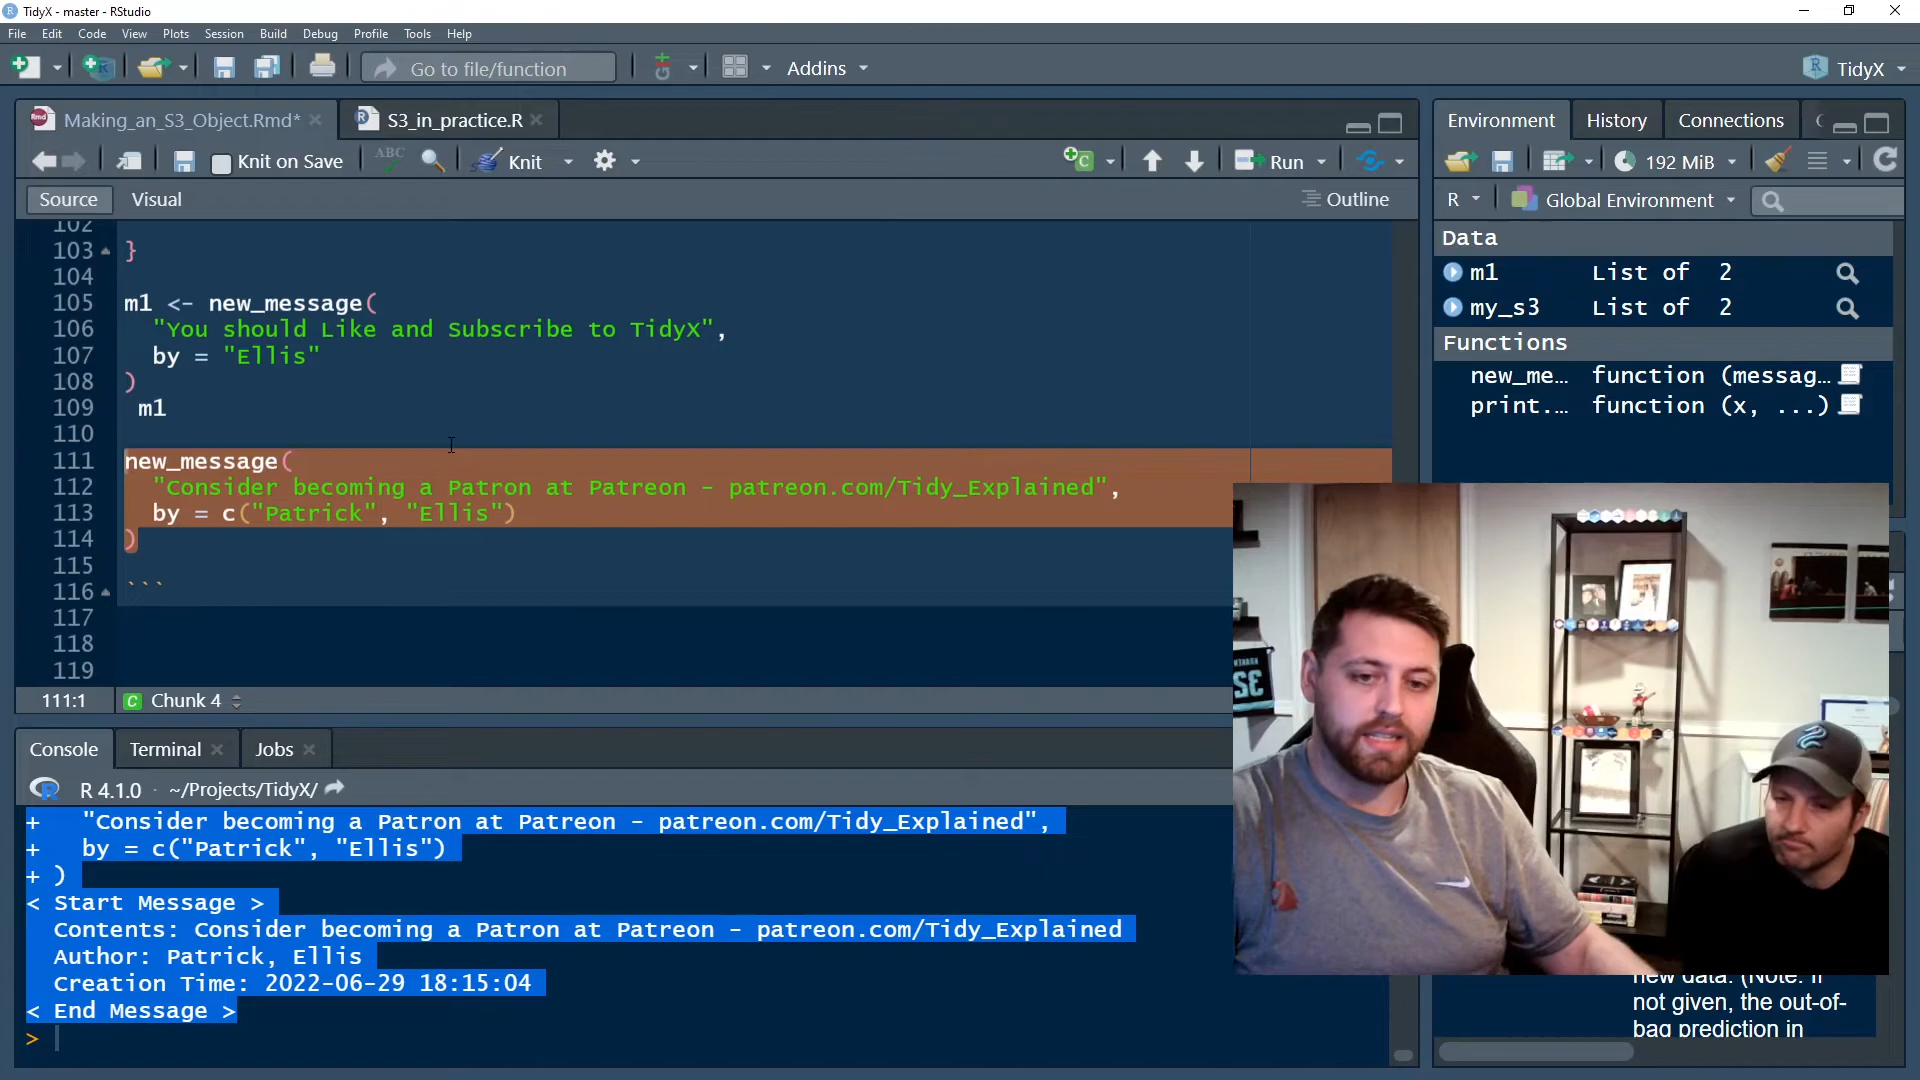 TidyX - master - RStudio
File Edit Code View Plots Session Build Debug Profile Tools Help
Go to file/function
Addins
TidyX
Making_an_S3_Object.Rmd*
S3_in_practice.R
Knit on Save
ABC
Knit
Run
Source
Visual
Outline
102
103 }
104
105 m1 <- new_message(
106 "You should Like and Subscribe to TidyX",
107 by = "Ellis"
108 )
109 m1
110
111 new_message(
112 "Consider becoming a Patron at Patreon - patreon.com/Tidy_Explained",
113 by = c("Patrick", "Ellis")
114 )
115
116 ```
117
118
119
111:1 Chunk 4
Console Terminal Jobs
R 4.1.0 · ~/Projects/TidyX/
+ "Consider becoming a Patron at Patreon - patreon.com/Tidy_Explained",
+ by = c("Patrick", "Ellis")
+ )
< Start Message >
Contents: Consider becoming a Patron at Patreon - patreon.com/Tidy_Explained
Author: Patrick, Ellis
Creation Time: 2022-06-29 18:15:04
< End Message >
>
Environment History Connections
192 MiB
R Global Environment
Data
m1 List of 2
my_s3 List of 2
Functions
new_me… function (messag…
print.… function (x, ...)
new data. (Note: If
not given, the out-of-
bag prediction in